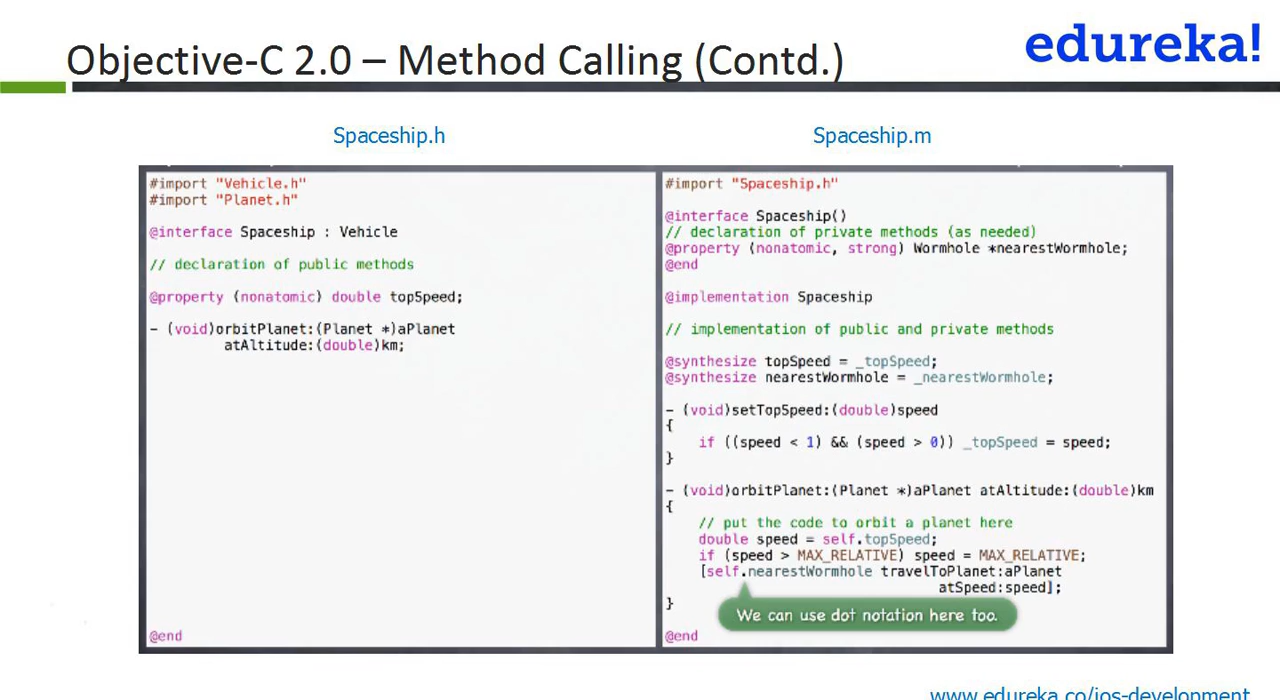 Objective-C 2.0 – Method Calling (Contd.)
edureka!
Spaceship.h
#import "Vehicle.h"
#import "Planet.h"
@interface Spaceship : Vehicle
// declaration of public methods
@property (nonatomic) double topSpeed;
- (void)orbitPlanet:(Planet *)aPlanet
atAltitude:(double)km;
@end
Spaceship.m
#import "Spaceship.h"
@interface Spaceship()
// declaration of private methods (as needed)
@property (nonatomic, strong) Wormhole *nearestWormhole;
@end
@implementation Spaceship
// implementation of public and private methods
@synthesize topSpeed = _topSpeed;
@synthesize nearestWormhole = _nearestWormhole;
- (void)setTopSpeed:(double)speed
{
if ((speed < 1) && (speed > 0)) _topSpeed = speed;
}
- (void)orbitPlanet:(Planet *)aPlanet atAltitude:(double)km
{
// put the code to orbit a planet here
double speed = self.topSpeed;
if (speed > MAX_RELATIVE) speed = MAX_RELATIVE;
[self.nearestWormhole travelToPlanet:aPlanet
atSpeed:speed];
}
We can use dot notation here too.
@end
www.edureka.co/ios-development